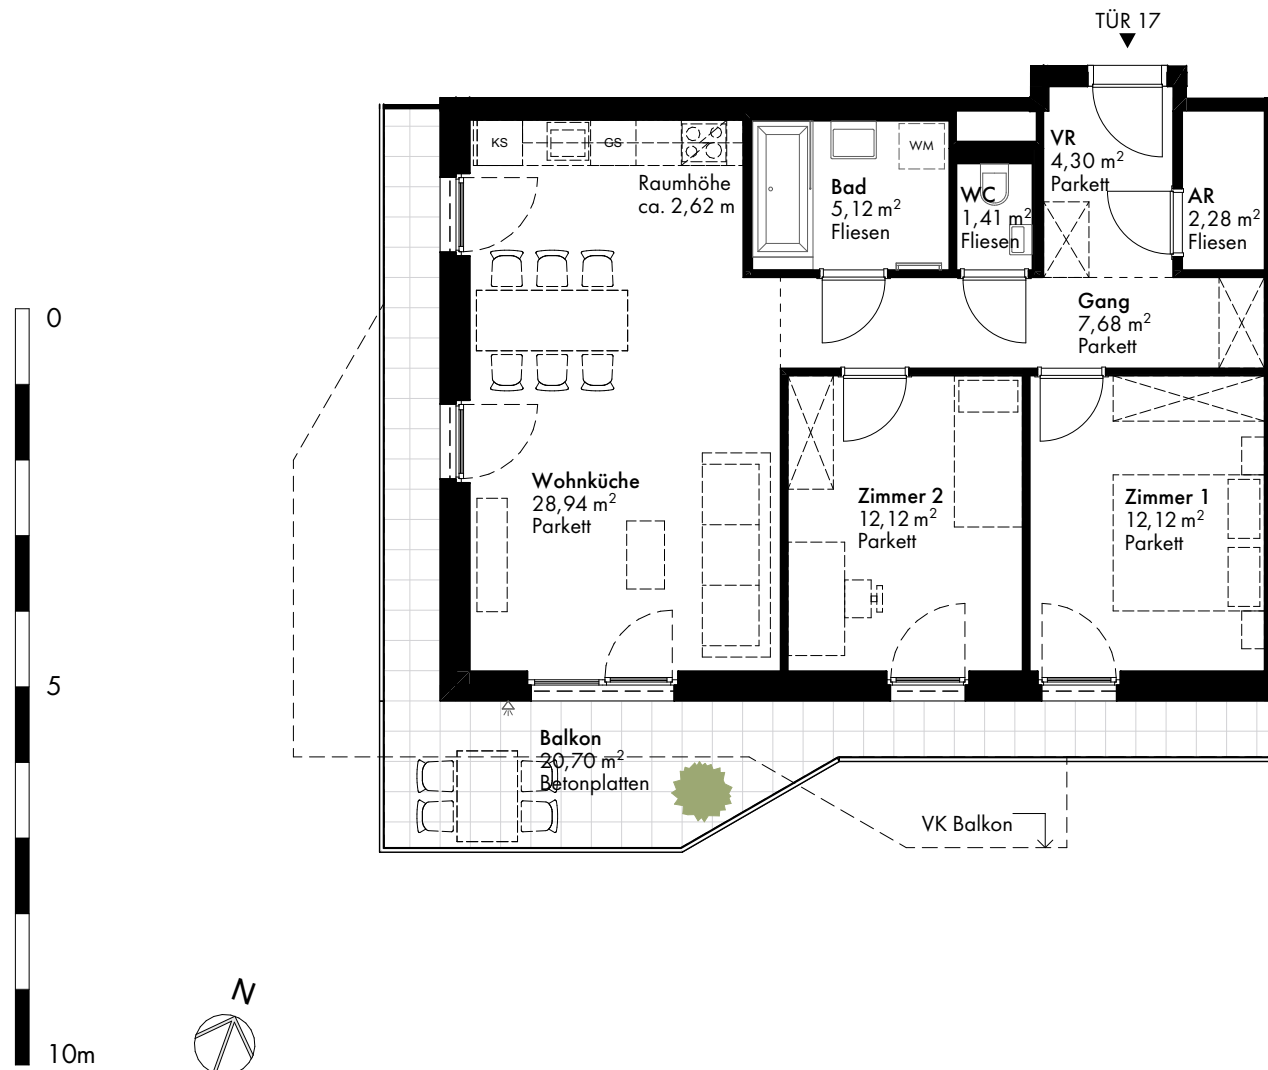 TÜR 17
KS
GS
WM
Raumhöhe
ca. 2,62 m
Bad
5,12 m²
Fliesen
WC
1,41 m²
Fliesen
VR
4,30 m²
Parkett
AR
2,28 m²
Fliesen
Gang
7,68 m²
Parkett
Wohnküche
28,94 m²
Parkett
Zimmer 2
12,12 m²
Parkett
Zimmer 1
12,12 m²
Parkett
Balkon
20,70 m²
Betonplatten
VK Balkon
0
5
10m
N